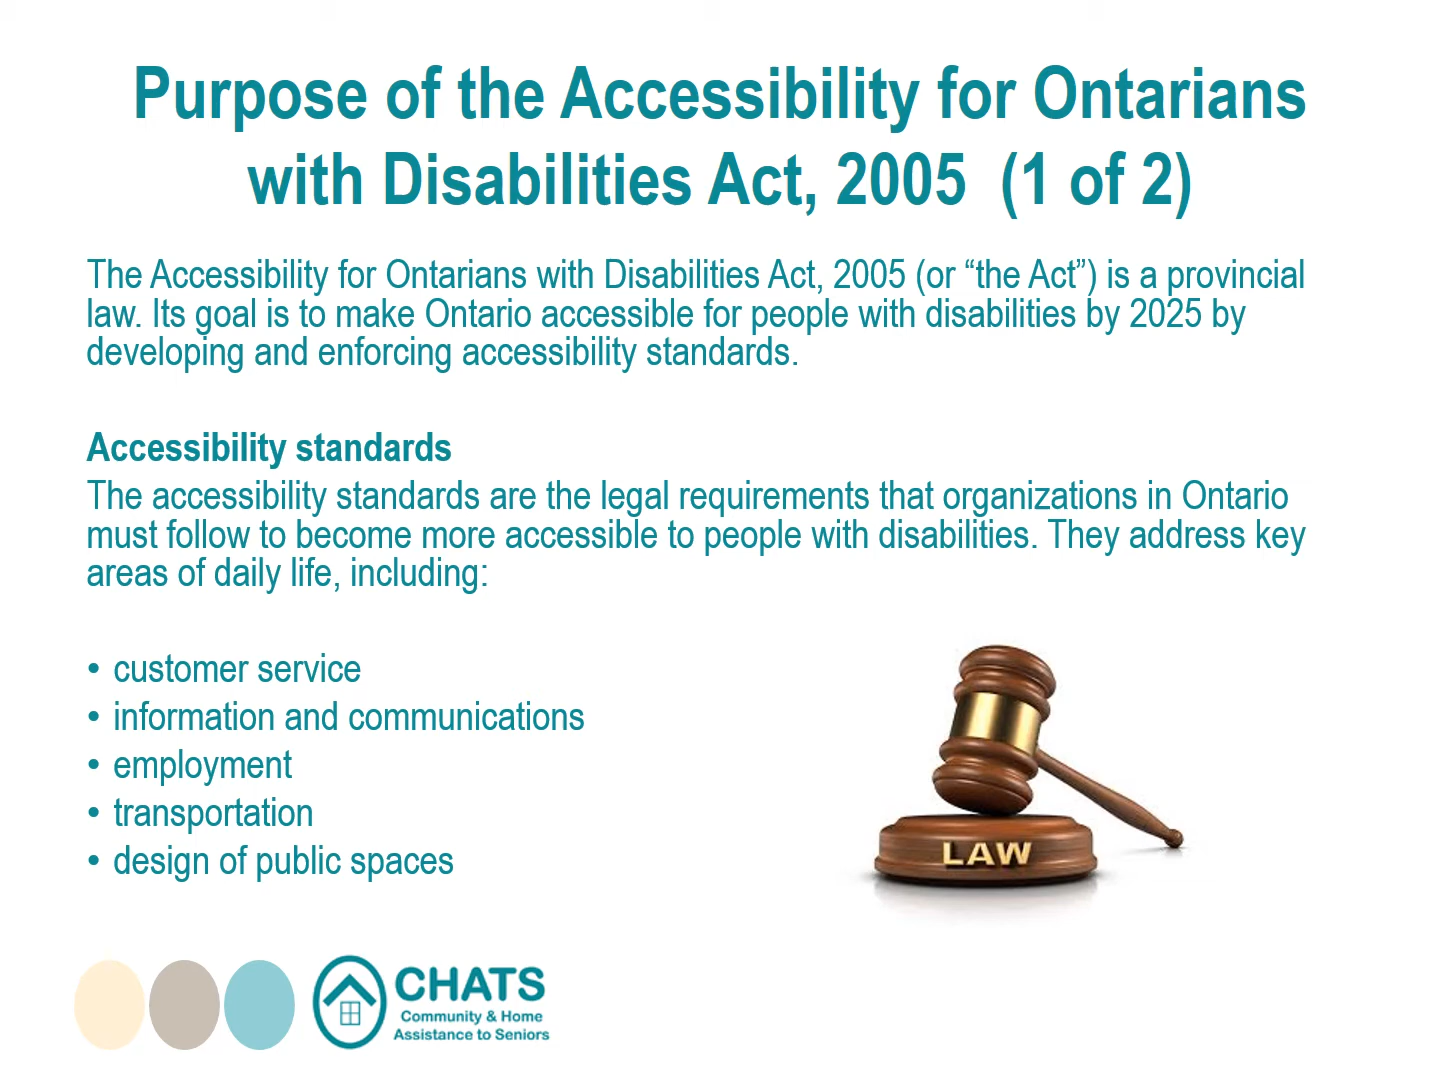 Purpose of the Accessibility for Ontarians
with Disabilities Act, 2005  (1 of 2)
The Accessibility for Ontarians with Disabilities Act, 2005 (or “the Act”) is a provincial
law. Its goal is to make Ontario accessible for people with disabilities by 2025 by
developing and enforcing accessibility standards.
Accessibility standards
The accessibility standards are the legal requirements that organizations in Ontario
must follow to become more accessible to people with disabilities. They address key
areas of daily life, including:
• customer service
• information and communications
• employment
• transportation
• design of public spaces
LAW
CHATS
Community & Home
Assistance to Seniors